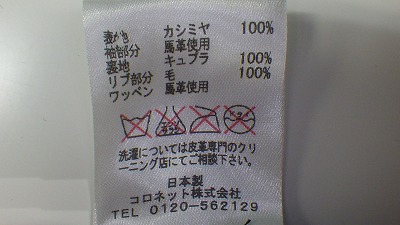 表がわ カシミヤ 100%
袖部分 馬革使用
裏地 キュプラ 100%
リブ部分 毛 100%
ワッペン 馬革使用
洗濯については皮革専門のクリ
ーニング店にてご相談下さい。
日本製
コロネット株式会社
TEL 0120-562129